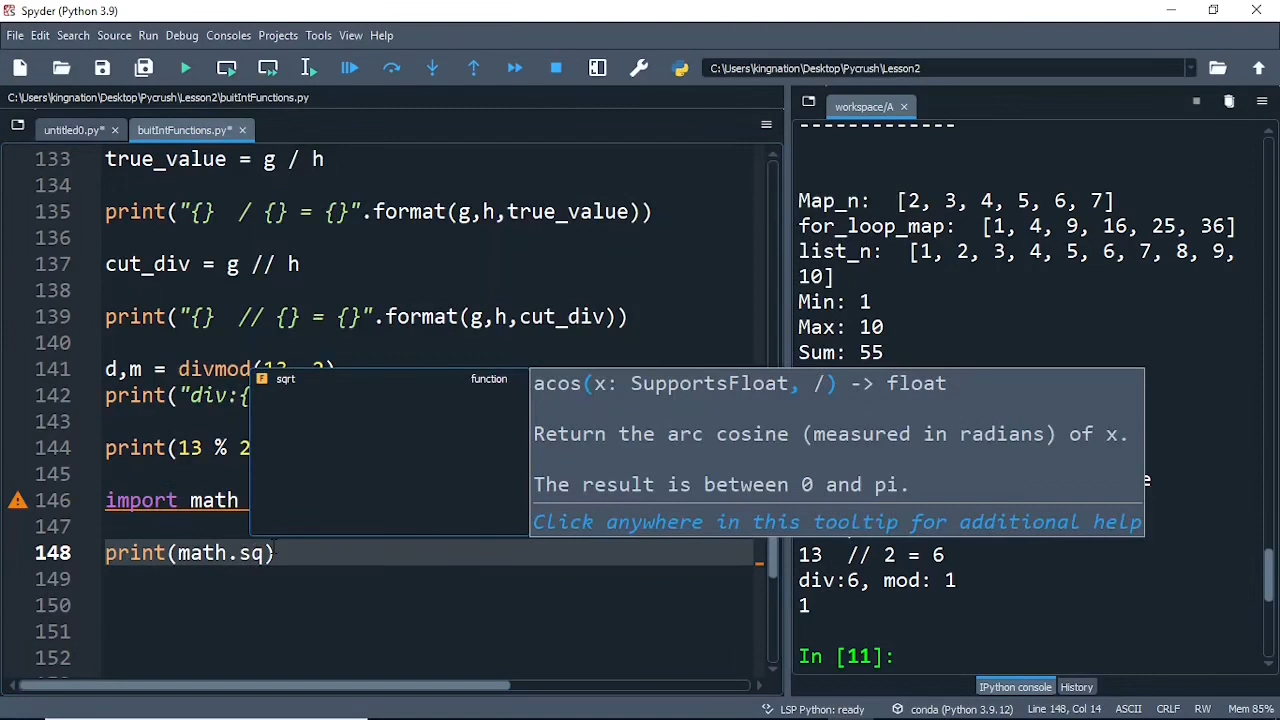 Spyder (Python 3.9)
File Edit Search Source Run Debug Consoles Projects Tools View Help
C:\Users\kingnation\Desktop\Pycrush\Lesson2
C:\Users\kingnation\Desktop\Pycrush\Lesson2\buitIntFunctions.py
untitled0.py* buitIntFunctions.py*
133 true_value = g / h
134
135 print("{}  / {} = {}".format(g,h,true_value))
136
137 cut_div = g // h
138
139 print("{}  // {} = {}".format(g,h,cut_div))
140
141 d,m = divmod(13, 2)
142 print("div:{
143
144 print(13 % 2
145
146 import math
147
148 print(math.sq)
149
150
151
152
sqrt function
acos(x: SupportsFloat, /) -> float
Return the arc cosine (measured in radians) of x.
The result is between 0 and pi.
Click anywhere in this tooltip for additional help
workspace/A
--------------
Map_n:  [2, 3, 4, 5, 6, 7]
for_loop_map:  [1, 4, 9, 16, 25, 36]
list_n:  [1, 2, 3, 4, 5, 6, 7, 8, 9,
10]
Min: 1
Max: 10
Sum: 55
e
13  // 2 = 6
div:6, mod: 1
1
In [11]:
IPython console History
LSP Python: ready conda (Python 3.9.12) Line 148, Col 14 ASCII CRLF RW Mem 85%